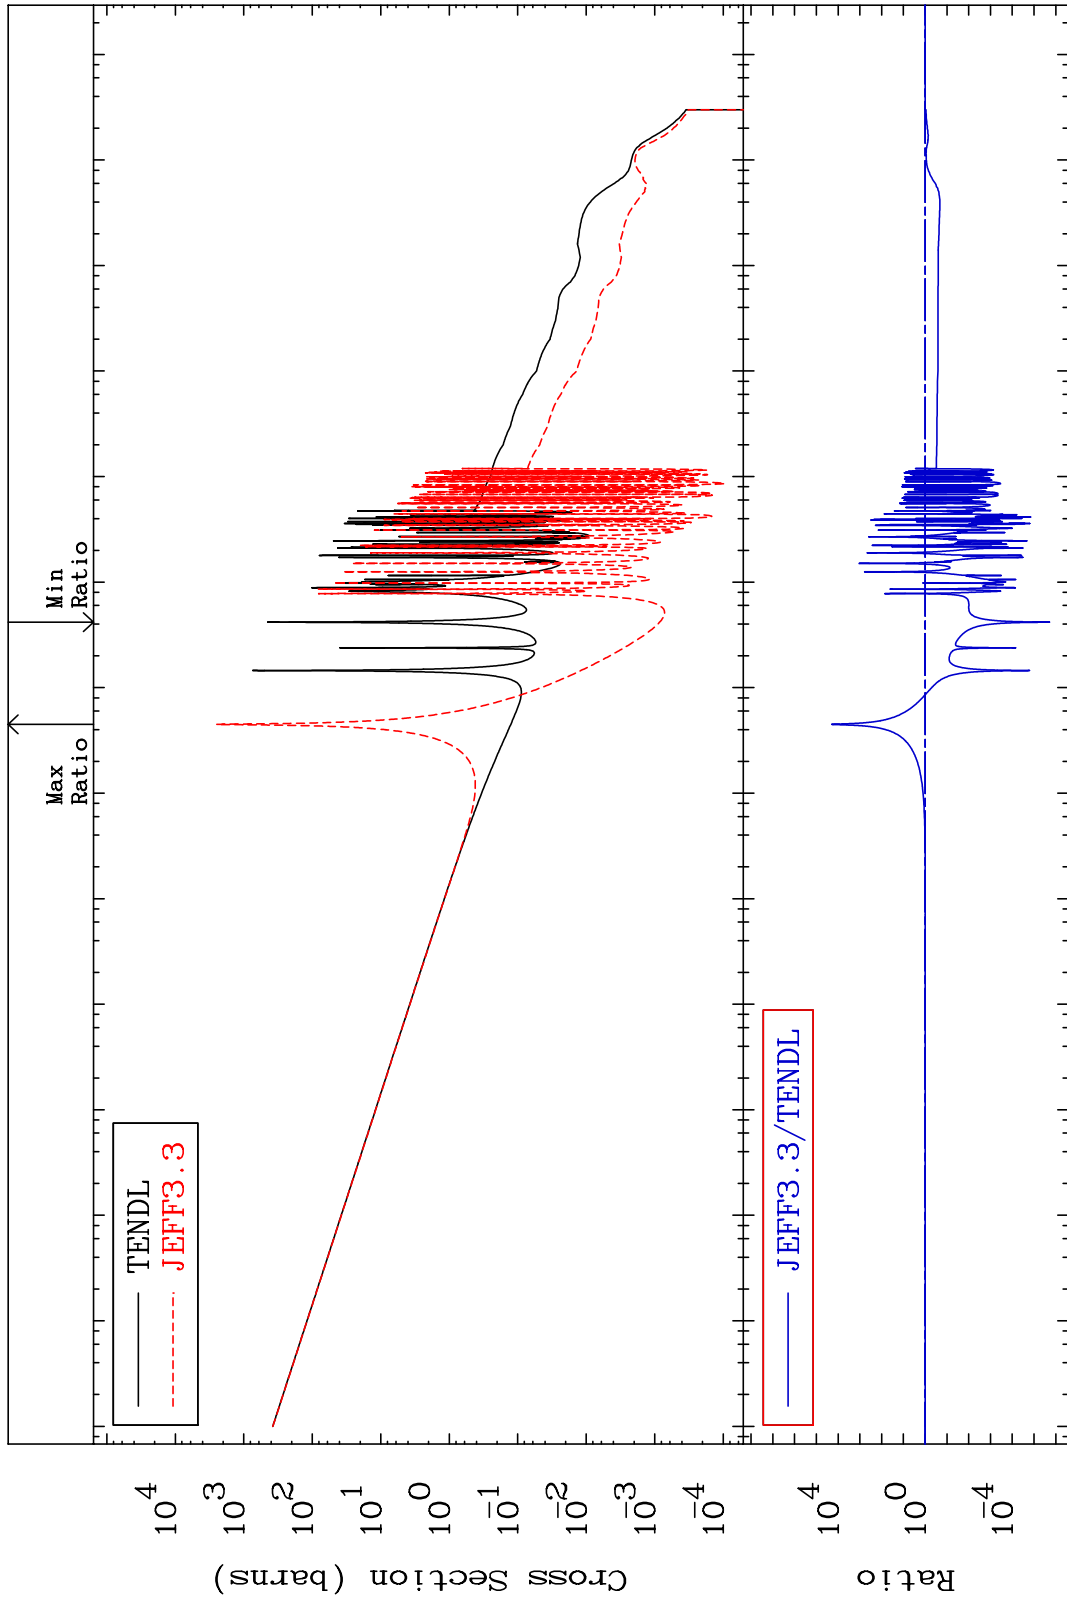 Max
Ratio
Min
Ratio
TENDL
JEFF3.3
10^4
10^3
10^2
10^1
10^0
10^-1
10^-2
10^-3
10^-4
Cross Section (barns)
JEFF3.3/TENDL
10^4
10^0
10^-4
Ratio